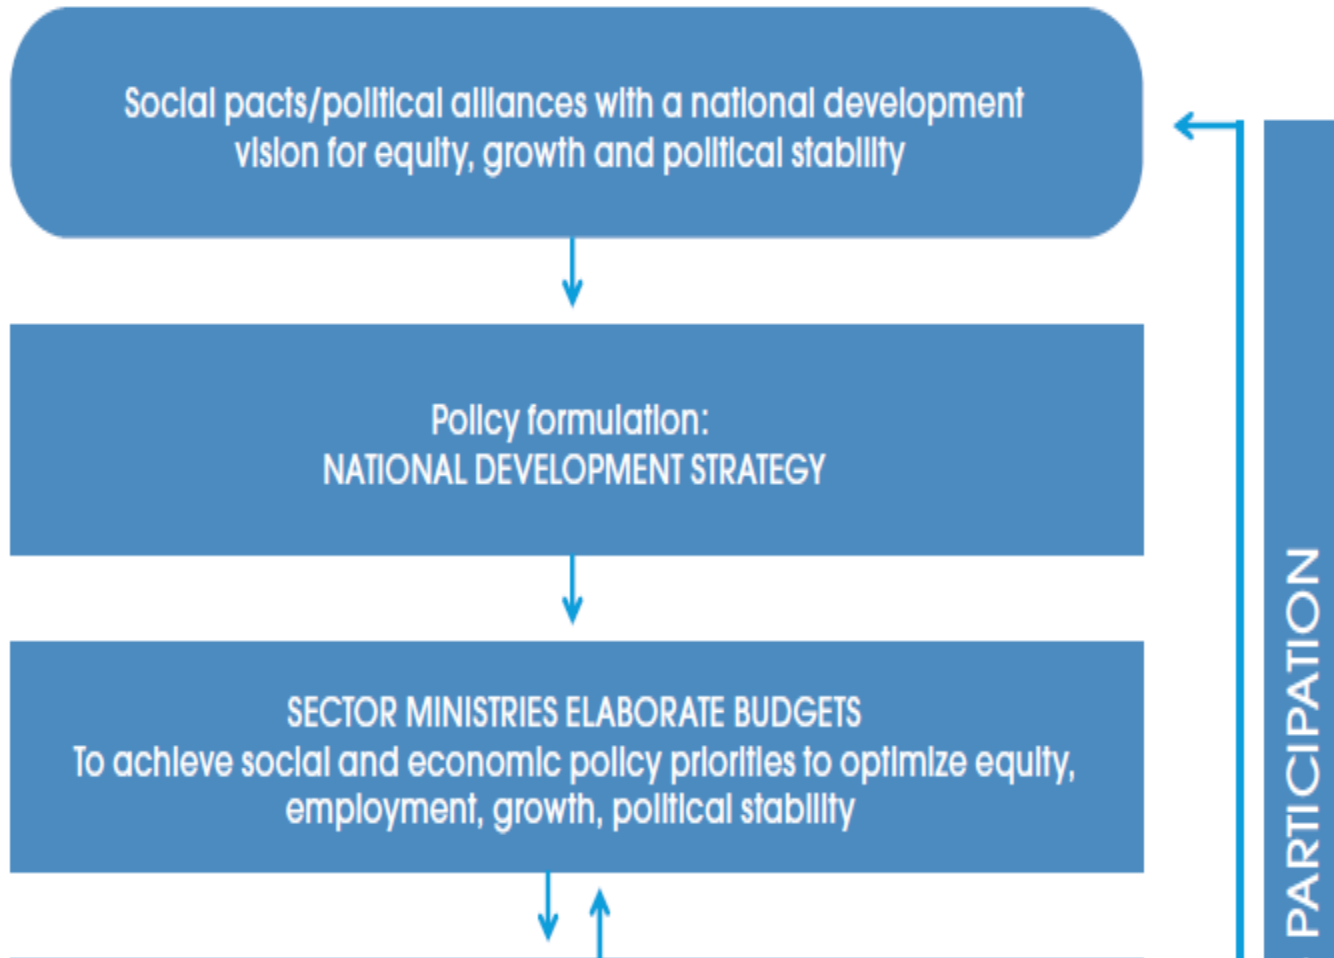 Social pacts/political alliances with a national development
vision for equity, growth and political stability
Policy formulation:
NATIONAL DEVELOPMENT STRATEGY
SECTOR MINISTRIES ELABORATE BUDGETS
To achieve social and economic policy priorities to optimize equity,
employment, growth, political stability
PARTICIPATION